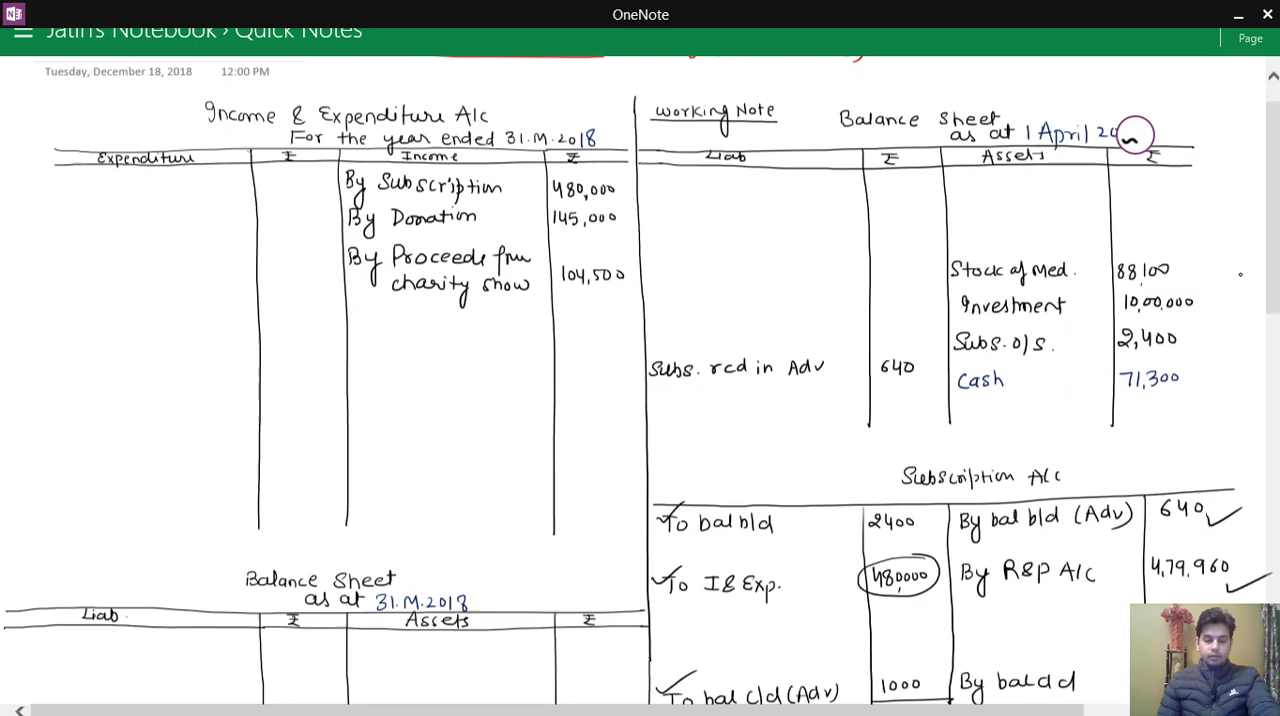 OneNote
Jatin's Notebook › Quick Notes
Page
Tuesday, December 18, 2018 12:00 PM
Income & Expenditure A/c
For the year ended 31.M.2018
Expenditure ₹ Income ₹
By Subscription 480,000
By Donation 145,000
By Proceeds from
charity show 104,500
Working Note
Balance Sheet
as at 1 April 20
Liab ₹ Assets ₹
Stock of Med. 88,100
Investment 10,00,000
Subs. o/s. 2,400
Subs. rcd in Adv 640 Cash 71,300
Subscription A/c
To bal b/d 2400 By bal b/d (Adv) 640
To I & Exp. 480,000 By R&P A/c 4,79,960
To bal c/d (Adv) 1000 By bal c d
Balance Sheet
as at 31.M.2018
Liab. ₹ Assets ₹